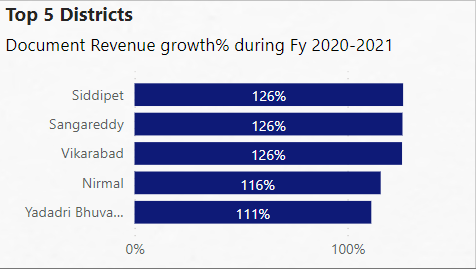 Top 5 Districts
Document Revenue growth% during Fy 2020-2021
Siddipet 126%
Sangareddy 126%
Vikarabad 126%
Nirmal 116%
Yadadri Bhuva... 111%
0% 100%